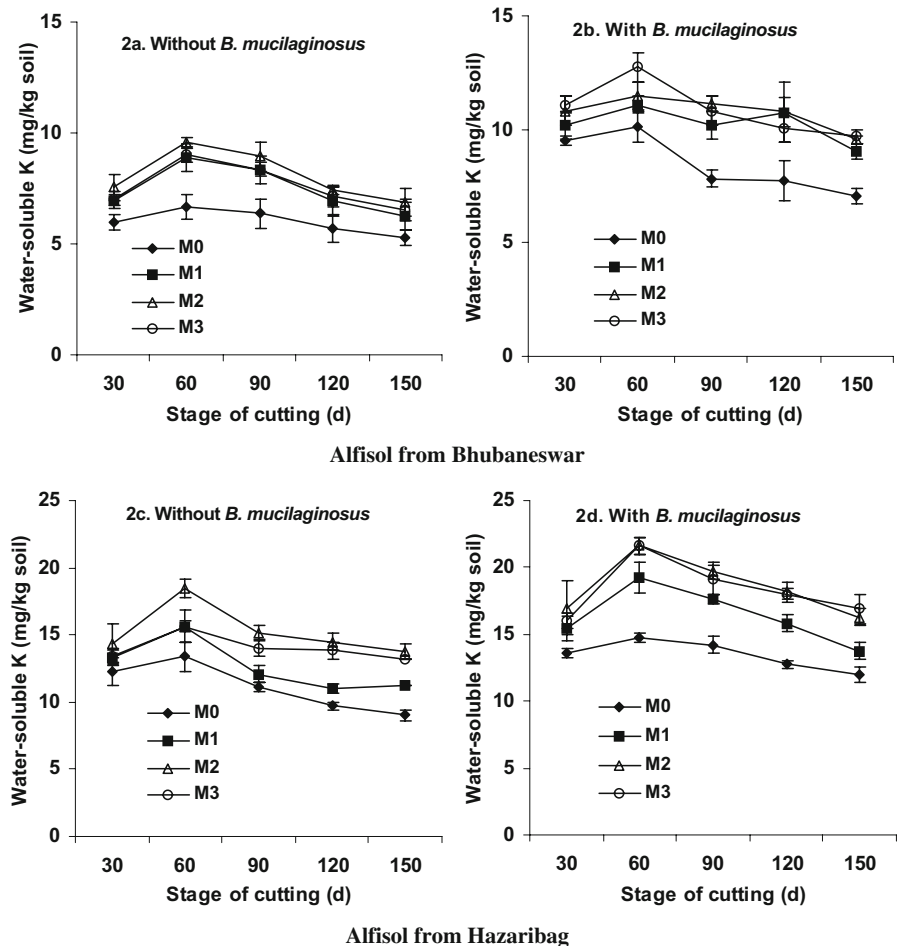 2a. Without B. mucilaginosus
Water-soluble K (mg/kg soil)
15
10
5
0
M0
M1
M2
M3
30 60 90 120 150
Stage of cutting (d)
2b. With B. mucilaginosus
Water-soluble K (mg/kg soil)
15
10
5
0
M0
M1
M2
M3
30 60 90 120 150
Stage of cutting (d)
Alfisol from Bhubaneswar
2c. Without B. mucilaginosus
Water-soluble K (mg/kg soil)
25
20
15
10
5
0
M0
M1
M2
M3
30 60 90 120 150
Stage of cutting (d)
2d. With B. mucilaginosus
Water-soluble K (mg/kg soil)
25
20
15
10
5
0
M0
M1
M2
M3
30 60 90 120 150
Stage of cutting (d)
Alfisol from Hazaribag